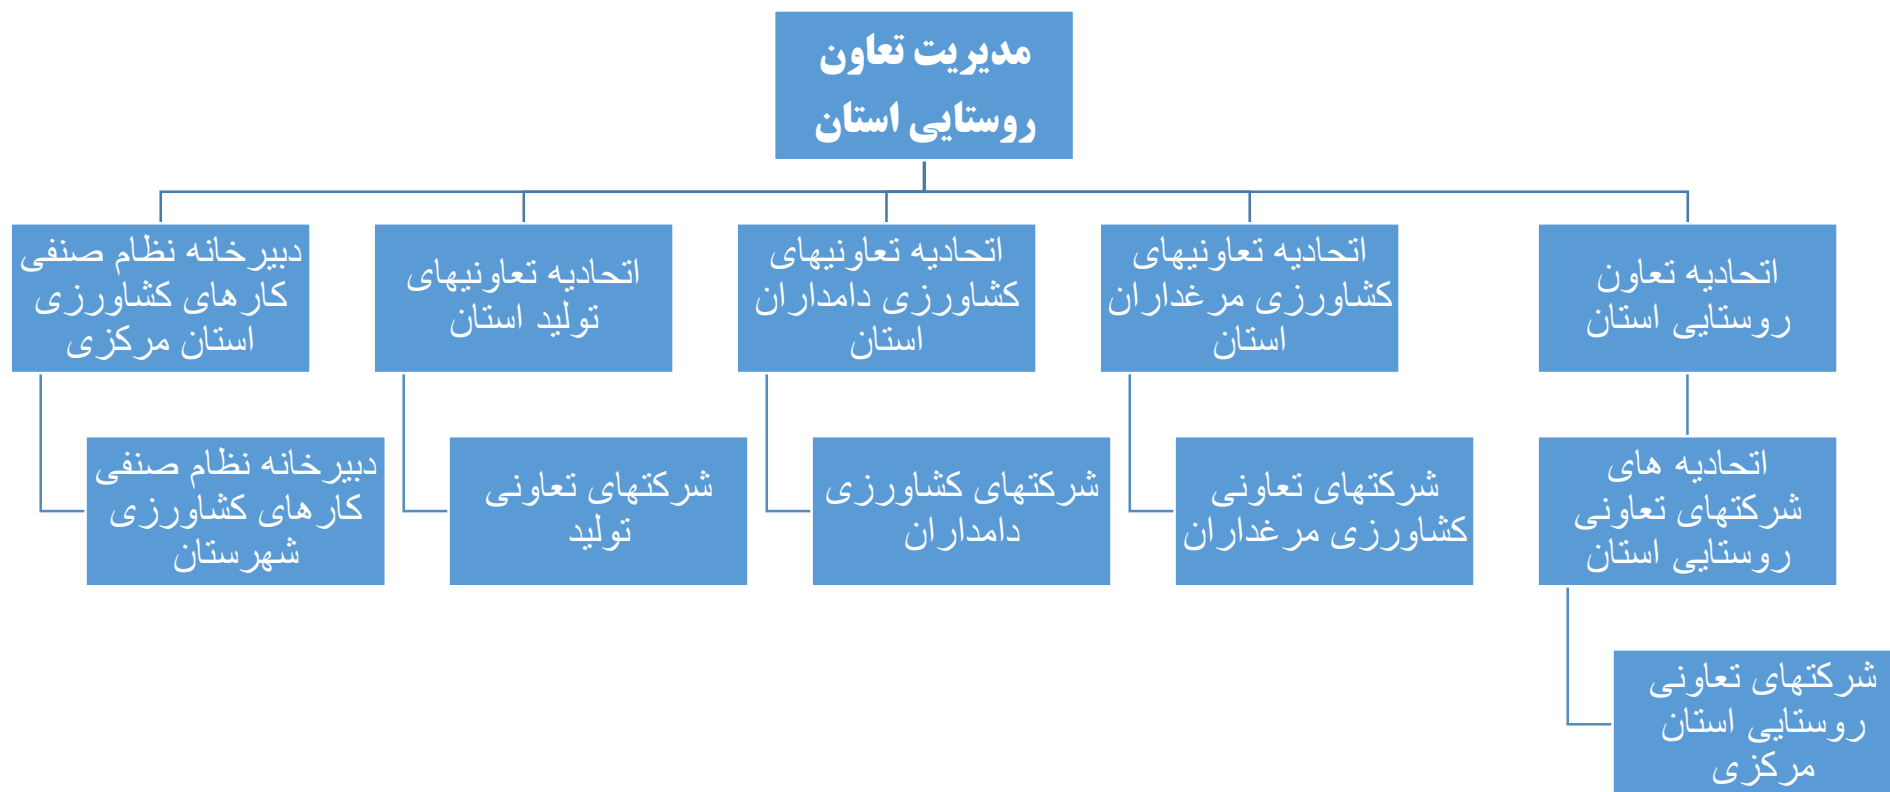 مدیریت تعاون
روستایی استان
اتحادیه تعاون
روستایی استان
اتحادیه تعاونیهای
کشاورزی مرغداران
استان
اتحادیه تعاونیهای
کشاورزی دامداران
استان
اتحادیه تعاونیهای
تولید استان
دبیرخانه نظام صنفی
کارهای کشاورزی
استان مرکزی
اتحادیه های
شرکتهای تعاونی
روستایی استان
شرکتهای تعاونی
کشاورزی مرغداران
شرکتهای کشاورزی
دامداران
شرکتهای تعاونی
تولید
دبیرخانه نظام صنفی
کارهای کشاورزی
شهرستان
شرکتهای تعاونی
روستایی استان
مرکزی